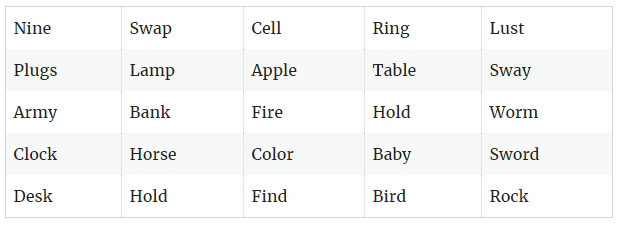 Nine Swap Cell Ring Lust
Plugs Lamp Apple Table Sway
Army Bank Fire Hold Worm
Clock Horse Color Baby Sword
Desk Hold Find Bird Rock